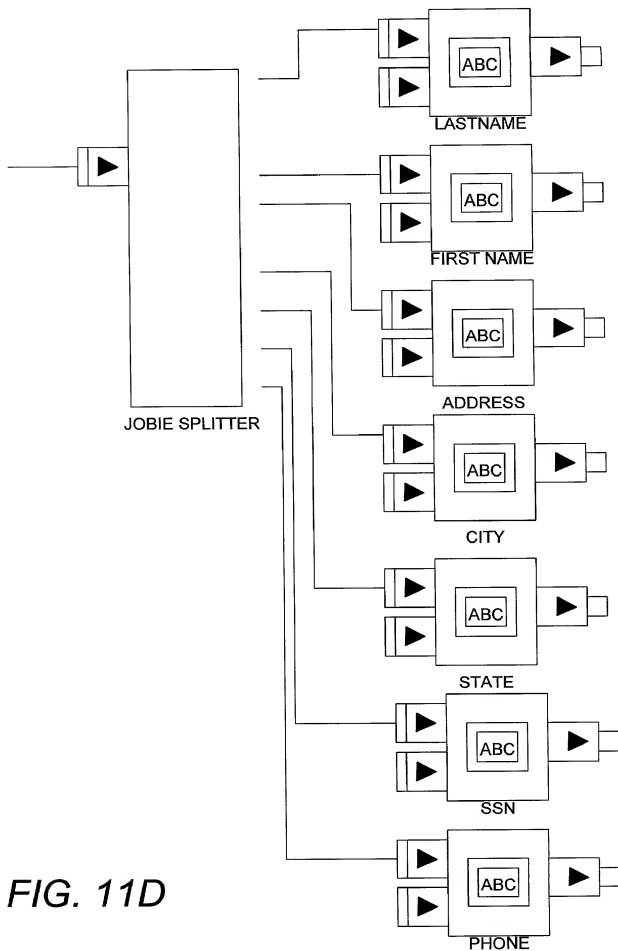 ABC
LASTNAME
ABC
FIRST NAME
ABC
ADDRESS
JOBIE SPLITTER
ABC
CITY
ABC
STATE
ABC
SSN
ABC
PHONE
FIG. 11D